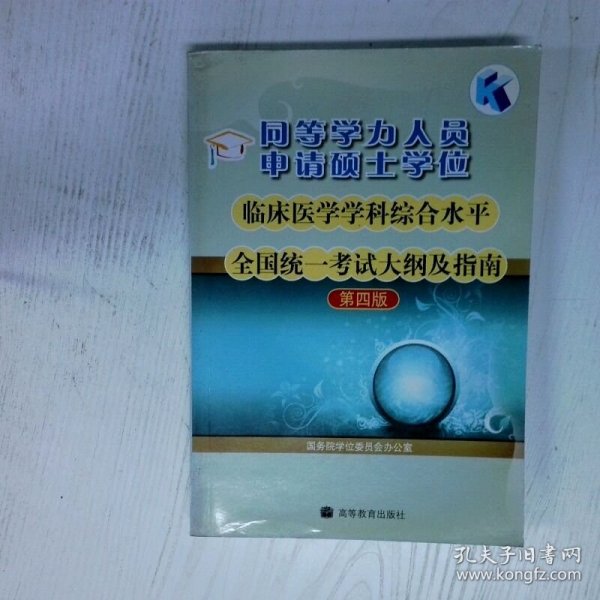 同等学力人员
申请硕士学位
临床医学学科综合水平
全国统一考试大纲及指南
第四版
国务院学位委员会办公室
高等教育出版社
孔夫子旧书网
www.kongfz.com